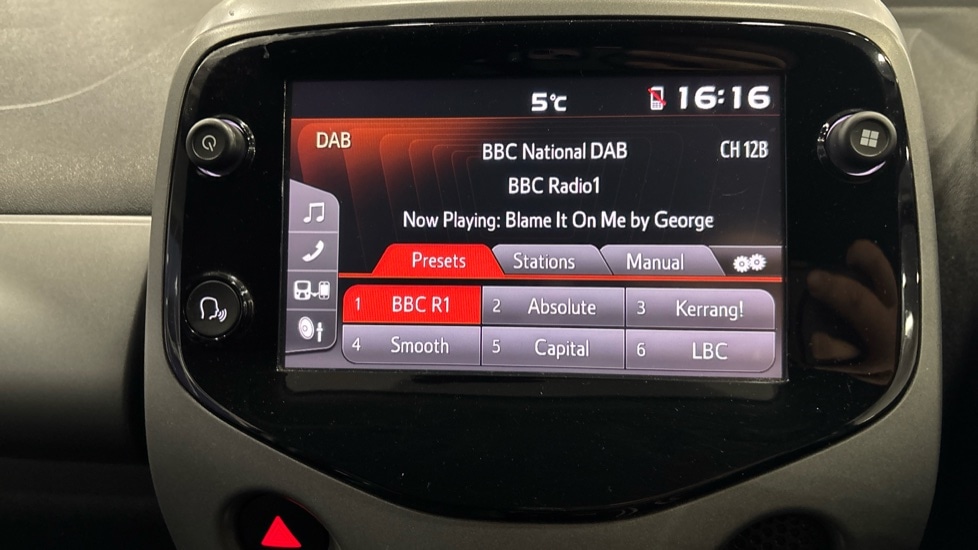 5°C 16:16
DAB BBC National DAB CH 12B
BBC Radio1
Now Playing: Blame It On Me by George
Presets Stations Manual
1 BBC R1 2 Absolute 3 Kerrang!
4 Smooth 5 Capital 6 LBC